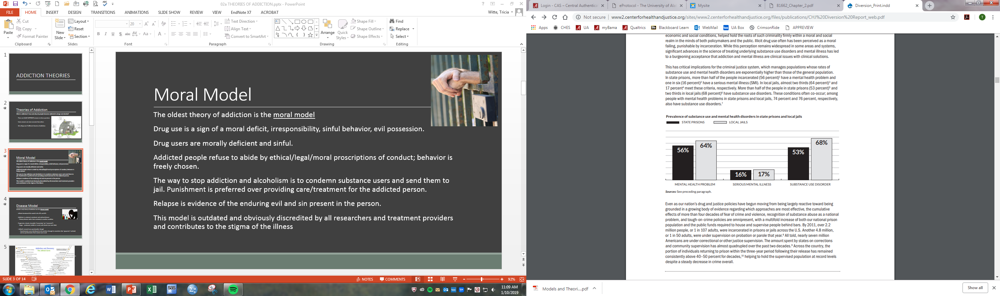 02a THEORIES OF ADDICTION.pptx - PowerPoint
FILE HOME INSERT DESIGN TRANSITIONS ANIMATIONS SLIDE SHOW REVIEW VIEW EndNote X7 ACROBAT
Witte, Tricia
Paste
Cut
Copy
Format Painter
Clipboard
New Slide
Layout
Reset
Section
Slides
20
Font
Text Direction
Align Text
Convert to SmartArt
Paragraph
Arrange
Quick Styles
Shape Fill
Shape Outline
Shape Effects
Drawing
Find
Replace
Select
Editing
1
ADDICTION THEORIES
2
Theories of Addiction
3
Moral Model
4
Disease Model
5
Addiction and Recovery
The Jellinek Curve
Moral Model
The oldest theory of addiction is the moral model
Drug use is a sign of a moral deficit, irresponsibility, sinful behavior, evil possession.
Drug users are morally deficient and sinful.
Addicted people refuse to abide by ethical/legal/moral proscriptions of conduct; behavior is
freely chosen.
The way to stop addiction and alcoholism is to condemn substance users and send them to
jail. Punishment is preferred over providing care/treatment for the addicted person.
Relapse is evidence of the enduring evil and sin present in the person.
This model is outdated and obviously discredited by all researchers and treatment providers
and contributes to the stigma of the illness
SLIDE 3 OF 14
NOTES COMMENTS 92%
11:09 AM
1/10/2019
Login - CAS – Central Authentica
eProtocol - The University of Ala
Mysite
81662_Chapter_2.pdf
Diversion_Print.indd
Not secure | www2.centerforhealthandjustice.org/sites/www2.centerforhealthandjustice.org/files/publications/CHJ%20Diversion%20Report_web.pdf
Apps CHES UA myBama Qualtrics Blackboard Learn WebMail UA Box CrimsonRide APPREVIEW
economic and social conditions, helped hold the roots of such criminality firmly within a moral and social
realm in the minds of both policymakers and the public. Illicit drug use often has been perceived as a moral
failing, punishable by incarceration. While this perception remains widespread in some areas and systems,
significant advances in the science of treating underlying substance use disorders and mental illness has led
to a burgeoning acceptance that addiction and mental illness are clinical issues with clinical solutions.
This has critical implications for the criminal justice system, which manages populations whose rates of
substance use and mental health disorders are exponentially higher than those of the general population.
In state prisons, more than half of the people incarcerated (56 percent)¹ have a mental health problem and
one in six (16 percent)² have a serious mental illness (SMI). In local jails, almost two thirds (64 percent)³ and
17 percent⁴ meet these criteria, respectively. More than half of the people in state prisons (53 percent)⁵ and
two thirds in local jails (68 percent)⁶ have substance use disorders. These conditions often co-occur; among
people with mental health problems in state prisons and local jails, 74 percent and 76 percent, respectively,
also have substance use disorders.⁷
Prevalence of substance use and mental health disorders in state prisons and local jails
STATE PRISONS LOCAL JAILS
56% 64% 16% 17% 53% 68%
MENTAL HEALTH PROBLEM SERIOUS MENTAL ILLNESS SUBSTANCE USE DISORDER
Sources: See preceding paragraph.
Even as our nation's drug and justice policies have begun moving from being largely reactive toward being
grounded in a growing body of evidence regarding which approaches are most effective, the cumulative
effects of more than four decades of fear of crime and violence, recognition of substance abuse as a national
problem, and tough-on-crime policies are omnipresent, with a multifold increase of both our national prison
population and the public funds required to house and supervise people behind bars. By 2011, over 2.2
million people, or 1 in 107 adults, were incarcerated in prisons or jails across the U.S. Another 4.8 million,
or 1 in 50 adults, were under supervision on probation or parole that year.⁸ All told, nearly seven million
Americans are under correctional or other justice supervision. The amount spent by states on corrections
and community supervision has almost quadrupled over the past two decades.⁹ Across the country, the
portion of individuals returning to prison within the three-year period following their release has remained
consistently above 40–50 percent for decades,¹⁰ helping to hold the supervised population at record levels
despite a steady decrease in crime overall.
Models and Theori....pdf
Show all